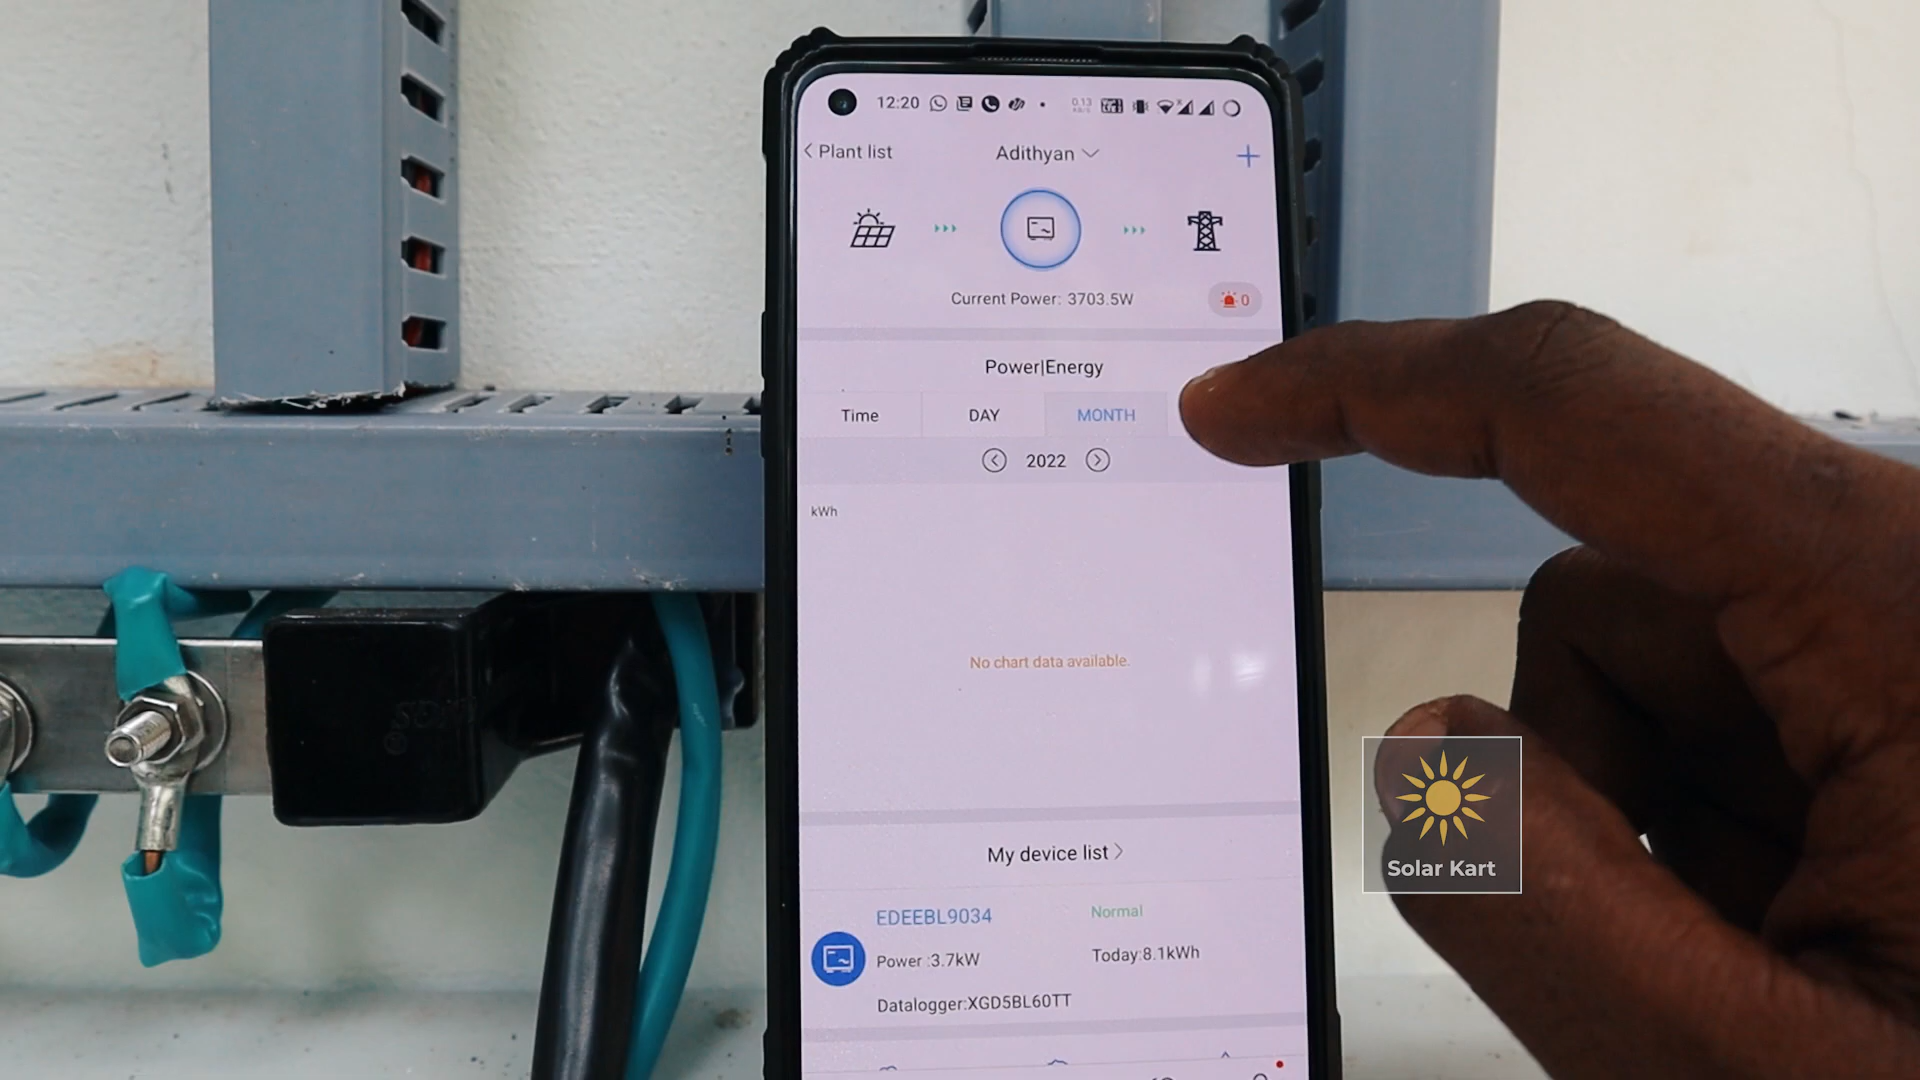 12:20
Plant list
Adithyan
Current Power: 3703.5W
0
Power|Energy
Time
DAY
MONTH
2022
kWh
No chart data available.
My device list
EDEEBL9034
Normal
Power :3.7kW
Today:8.1kWh
Datalogger:XGD5BL60TT
Solar Kart